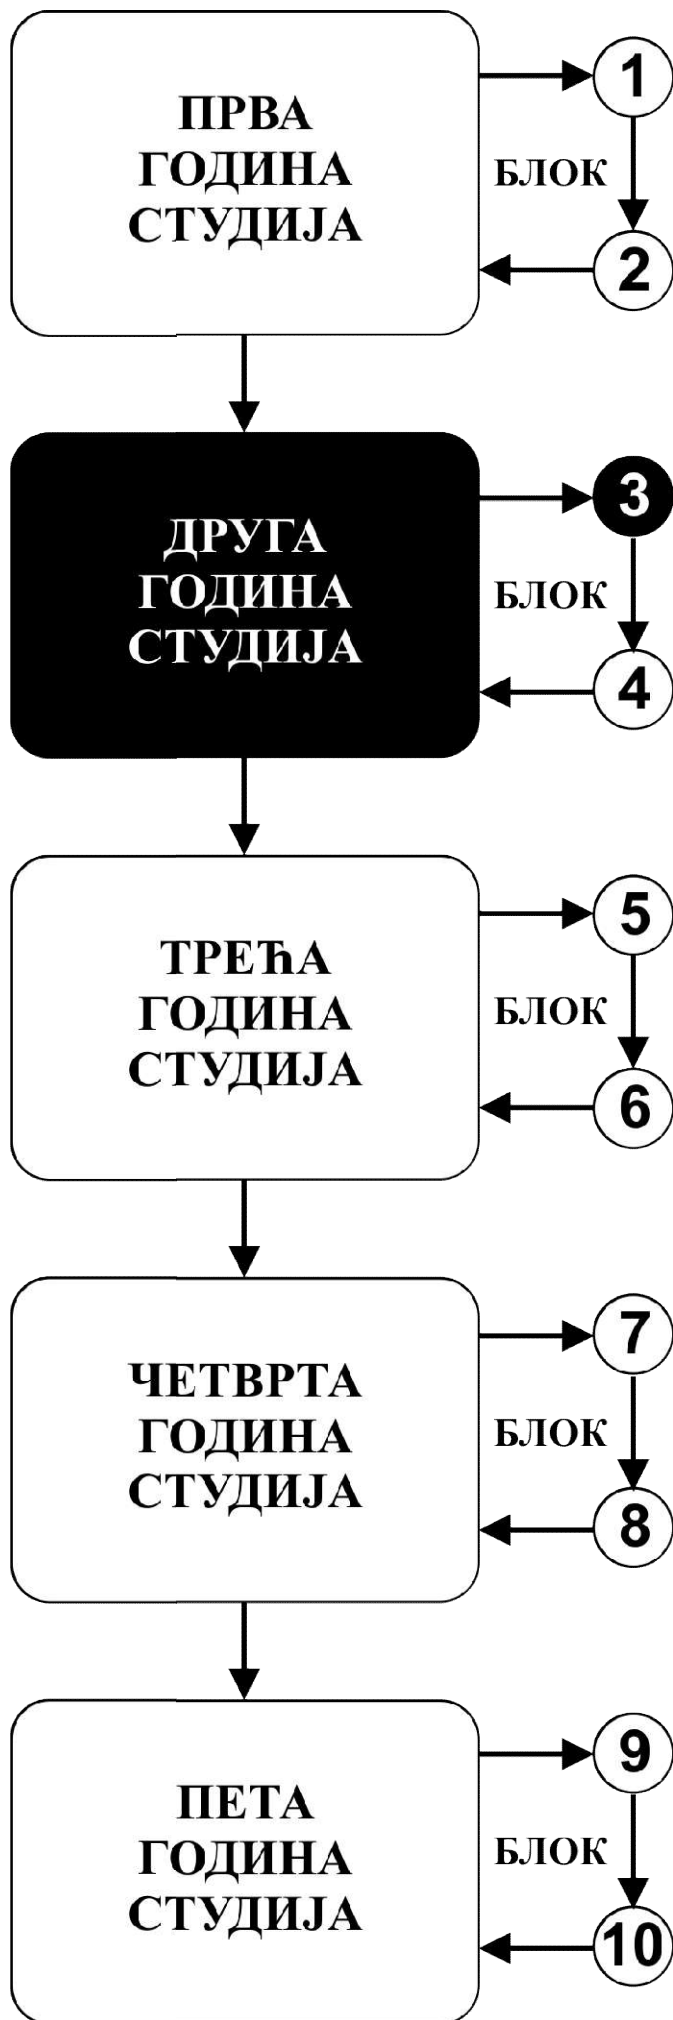 ПРВА
ГОДИНА
СТУДИЈА
1
БЛОК
2
ДРУГА
ГОДИНА
СТУДИЈА
3
БЛОК
4
ТРЕЋА
ГОДИНА
СТУДИЈА
5
БЛОК
6
ЧЕТВРТА
ГОДИНА
СТУДИЈА
7
БЛОК
8
ПЕТА
ГОДИНА
СТУДИЈА
9
БЛОК
10